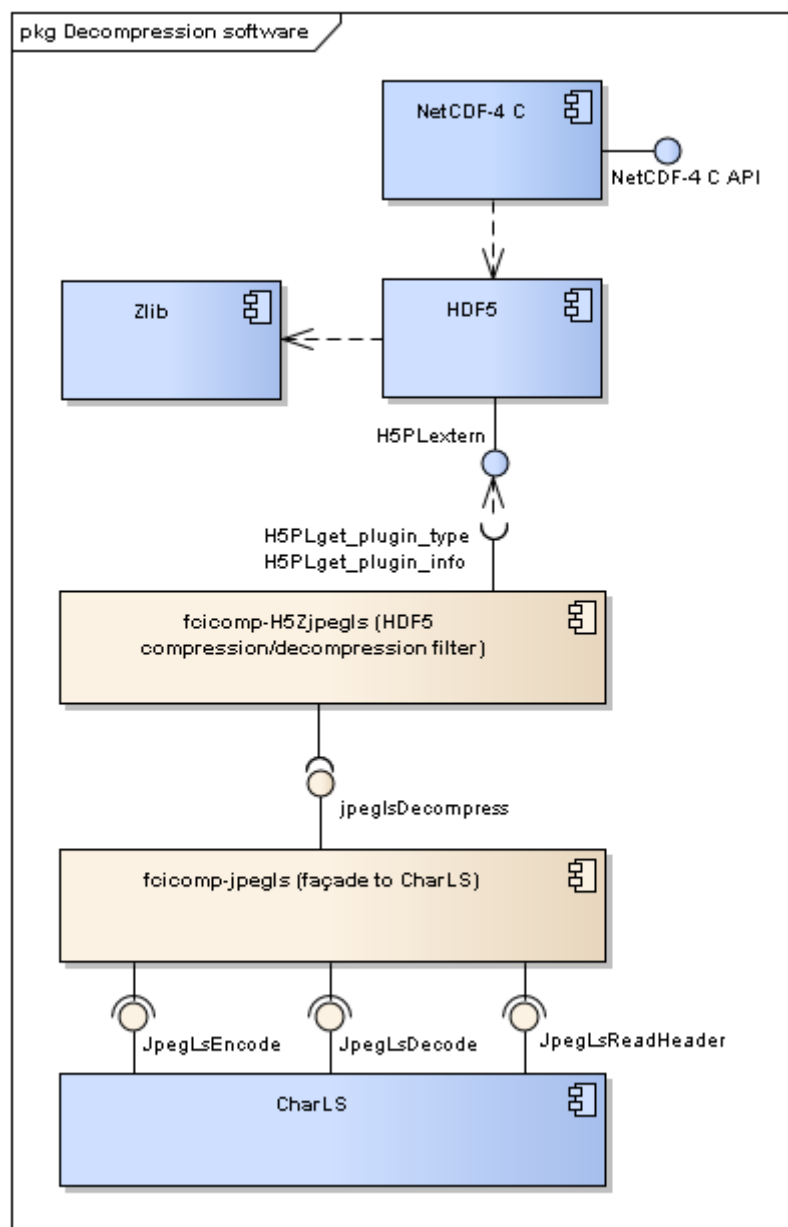 pkg Decompression software
NetCDF-4 C
NetCDF-4 C API
Zlib
HDF5
H5PLextern
H5PLget_plugin_type
H5PLget_plugin_info
fcicomp-H5Zjpegls (HDF5
compression/decompression filter)
jpeglsDecompress
fcicomp-jpegls (façade to CharLS)
JpegLsEncode
JpegLsDecode
JpegLsReadHeader
CharLS